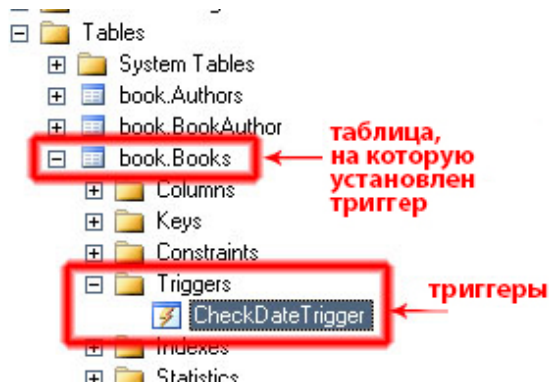 Tables
System Tables
book.Authors
book.BookAuthor
book.Books
таблица,
на которую
установлен
триггер
Columns
Keys
Constraints
Triggers
CheckDateTrigger
триггеры
Indexes
Statistics